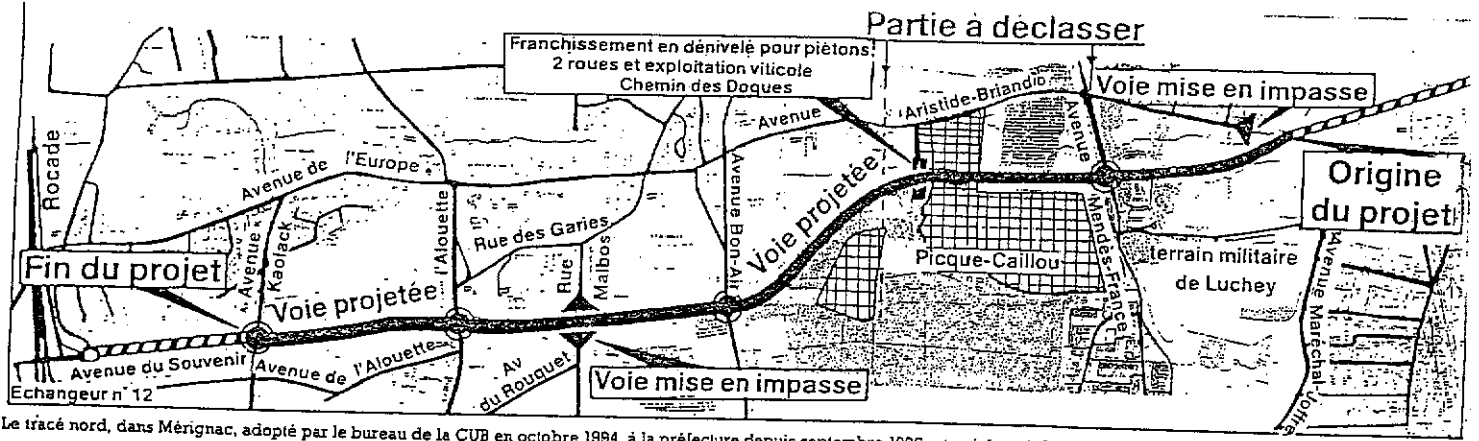 Partie à déclasser
Franchissement en dénivelé pour piétons,
2 roues et exploitation viticole
Chemin des Doques
Voie mise en impasse
Aristide-Briand
Avenue
Avenue
Rocade
Avenue de l'Europe
l'Alouette
Rue des Garies
Rue Malbos
Avenue Bon-Air
Voie projetée
Origine
du projet
Mendès-France
Picque-Caillou
terrain militaire
de Luchey
Avenue Maréchal-Joffre
Fin du projet
Avenue
Kaolack
Voie projetée
Avenue du Souvenir
Avenue de l'Alouette
Av
du Rouquet
Voie mise en impasse
Echangeur n° 12
Le tracé nord, dans Mérignac, adopté par le bureau de la CUB en octobre 1994, à la préfecture depuis septembre